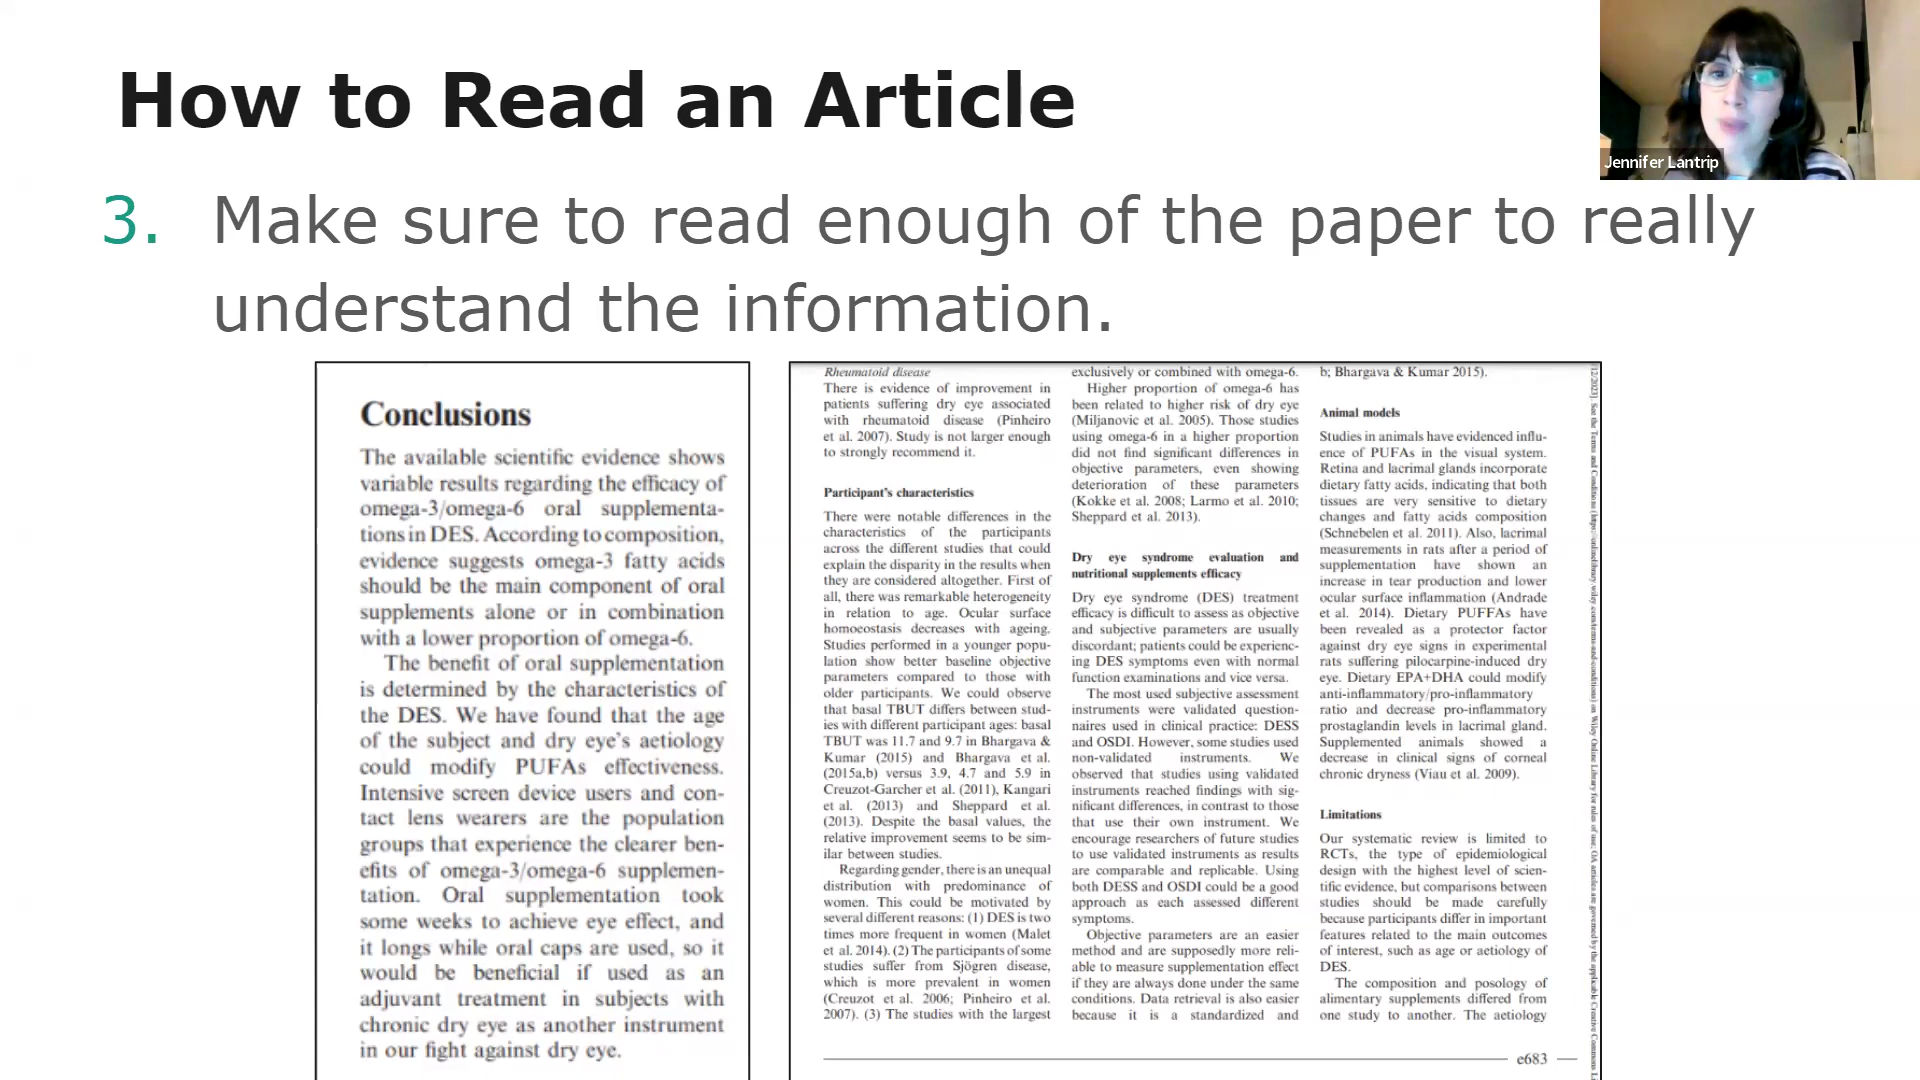 How to Read an Article
Jennifer Lantrip
3. Make sure to read enough of the paper to really
understand the information.
Conclusions
The available scientific evidence shows
variable results regarding the efficacy of
omega-3/omega-6 oral supplementa-
tions in DES. According to composition,
evidence suggests omega-3 fatty acids
should be the main component of oral
supplements alone or in combination
with a lower proportion of omega-6.
The benefit of oral supplementation
is determined by the characteristics of
the DES. We have found that the age
of the subject and dry eye's aetiology
could modify PUFAs effectiveness.
Intensive screen device users and con-
tact lens wearers are the population
groups that experience the clearer ben-
efits of omega-3/omega-6 supplemen-
tation. Oral supplementation took
some weeks to achieve eye effect, and
it longs while oral caps are used, so it
would be beneficial if used as an
adjuvant treatment in subjects with
chronic dry eye as another instrument
in our fight against dry eye.
Rheumatoid disease
There is evidence of improvement in
patients suffering dry eye associated
with rheumatoid disease (Pinheiro
et al. 2007). Study is not larger enough
to strongly recommend it.
Participant's characteristics
There were notable differences in the
characteristics of the participants
across the different studies that could
explain the disparity in the results when
they are considered altogether. First of
all, there was remarkable heterogeneity
in relation to age. Ocular surface
homoeostasis decreases with ageing.
Studies performed in a younger popu-
lation show better baseline objective
parameters compared to those with
older participants. We could observe
that basal TBUT differs between stud-
ies with different participant ages: basal
TBUT was 11.7 and 9.7 in Bhargava &
Kumar (2015) and Bhargava et al.
(2015a,b) versus 3.9, 4.7 and 5.9 in
Creuzot-Garcher et al. (2011), Kangari
et al. (2013) and Sheppard et al.
(2013). Despite the basal values, the
relative improvement seems to be sim-
ilar between studies.
Regarding gender, there is an unequal
distribution with predominance of
women. This could be motivated by
several different reasons: (1) DES is two
times more frequent in women (Malet
et al. 2014). (2) The participants of some
studies suffer from Sjögren disease,
which is more prevalent in women
(Creuzot et al. 2006; Pinheiro et al.
2007). (3) The studies with the largest
exclusively or combined with omega-6.
Higher proportion of omega-6 has
been related to higher risk of dry eye
(Miljanovic et al. 2005). Those studies
using omega-6 in a higher proportion
did not find significant differences in
objective parameters, even showing
deterioration of these parameters
(Kokke et al. 2008; Larmo et al. 2010;
Sheppard et al. 2013).
Dry eye syndrome evaluation and
nutritional supplements efficacy
Dry eye syndrome (DES) treatment
efficacy is difficult to assess as objective
and subjective parameters are usually
discordant; patients could be experienc-
ing DES symptoms even with normal
function examinations and vice versa.
The most used subjective assessment
instruments were validated question-
naires used in clinical practice: DESS
and OSDI. However, some studies used
non-validated instruments. We
observed that studies using validated
instruments reached findings with sig-
nificant differences, in contrast to those
that use their own instrument. We
encourage researchers of future studies
to use validated instruments as results
are comparable and replicable. Using
both DESS and OSDI could be a good
approach as each assessed different
symptoms.
Objective parameters are an easier
method and are supposedly more reli-
able to measure supplementation effect
if they are always done under the same
conditions. Data retrieval is also easier
because it is a standardized and
b; Bhargava & Kumar 2015).
Animal models
Studies in animals have evidenced influ-
ence of PUFAs in the visual system.
Retina and lacrimal glands incorporate
dietary fatty acids, indicating that both
tissues are very sensitive to dietary
changes and fatty acids composition
(Schnebelen et al. 2011). Also, lacrimal
measurements in rats after a period of
supplementation have shown an
increase in tear production and lower
ocular surface inflammation (Andrade
et al. 2014). Dietary PUFFAs have
been revealed as a protector factor
against dry eye signs in experimental
rats suffering pilocarpine-induced dry
eye. Dietary EPA+DHA could modify
anti-inflammatory/pro-inflammatory
ratio and decrease pro-inflammatory
prostaglandin levels in lacrimal gland.
Supplemented animals showed a
decrease in clinical signs of corneal
chronic dryness (Viau et al. 2009).
Limitations
Our systematic review is limited to
RCTs, the type of epidemiological
design with the highest level of scien-
tific evidence, but comparisons between
studies should be made carefully
because participants differ in important
features related to the main outcomes
of interest, such as age or aetiology of
DES.
The composition and posology of
alimentary supplements differed from
one study to another. The aetiology
e683